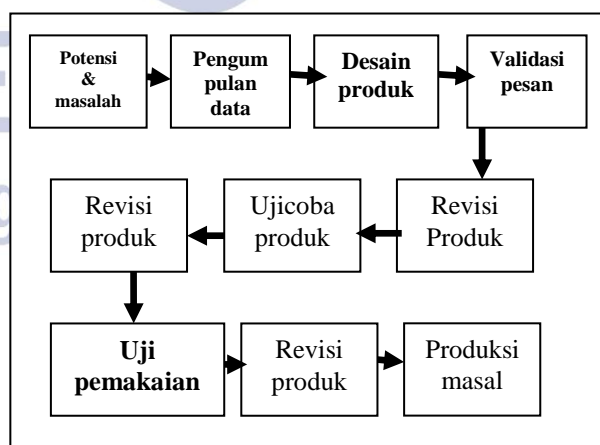 Potensi
&
masalah
Pengum
pulan
data
Desain
produk
Validasi
pesan
Revisi
Produk
Ujicoba
produk
Revisi
produk
Uji
pemakaian
Revisi
produk
Produksi
masal